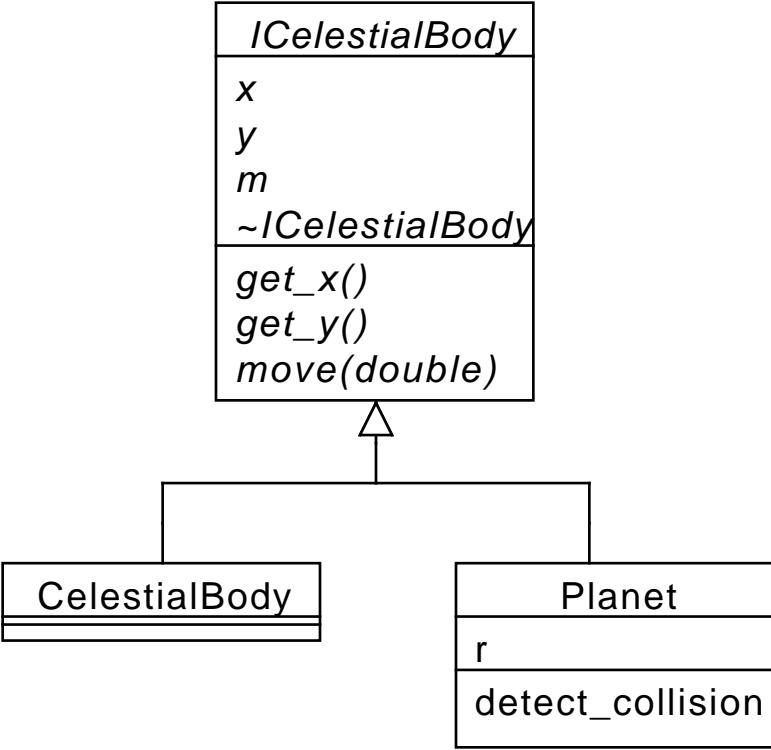 ICelestialBody
x
y
m
~ICelestialBody
get_x()
get_y()
move(double)
CelestialBody
Planet
r
detect_collision